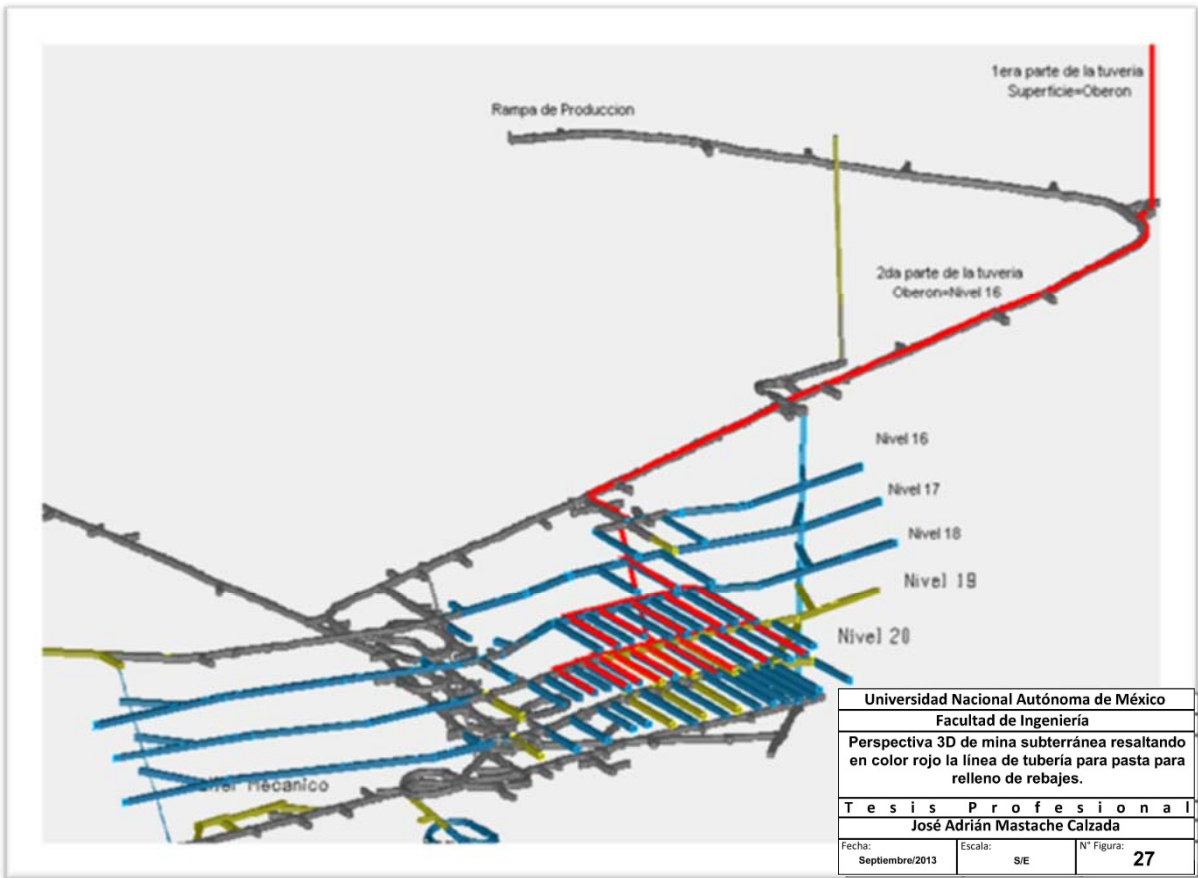 1era parte de la tuveria
Superficie=Oberon
Rampa de Produccion
2da parte de la tuveria
Oberon=Nivel 16
Nivel 16
Nivel 17
Nivel 18
Nivel 19
Nivel 20
Mecanico
Universidad Nacional Autónoma de México
Facultad de Ingeniería
Perspectiva 3D de mina subterránea resaltando
en color rojo la línea de tubería para pasta para
relleno de rebajes.
Tesis Profesional
José Adrián Mastache Calzada
Fecha: Escala: N° Figura:
Septiembre/2013 S/E 27